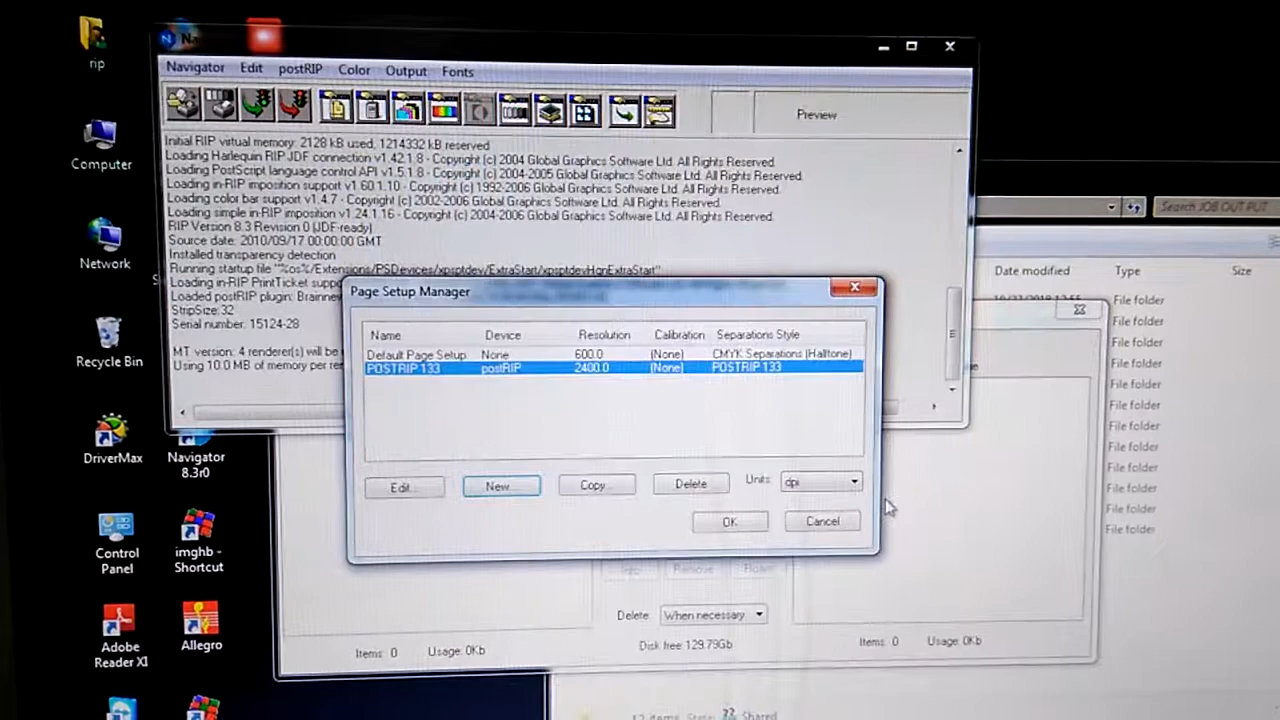 rip
Computer
Network
Recycle Bin
DriverMax
Navigator
8.3r0
Control
Panel
imghb -
Shortcut
Adobe
Reader XI
Allegro
Navigator Edit postRIP Color Output Fonts
Preview
Initial RIP virtual memory: 2128 kB used, 1214332 kB reserved
Loading Harlequin RIP JDF connection v1.42.1.8 - Copyright (c) 2004 Global Graphics Software Ltd. All Rights Reserved.
Loading PostScript language control API v1.5.1.8 - Copyright (c) 2004-2005 Global Graphics Software Ltd. All Rights Reserved.
Loading in-RIP imposition support v1.60.1.10 - Copyright (c) 1992-2006 Global Graphics Software Ltd. All Rights Reserved.
Loading color bar support v1.4.7 - Copyright (c) 2002-2006 Global Graphics Software Ltd. All Rights Reserved.
Loading simple in-RIP imposition v1.24.1.16 - Copyright (c) 2004-2006 Global Graphics Software Ltd. All Rights Reserved.
RIP Version 8.3 Revision 0 (JDF-ready)
Source date: 2010/09/17 00:00:00 GMT
Installed transparency detection
Running startup file "%os%/Extensions/PSDevices/xpsptdev/ExtraStart/xpsptdevHqnExtraStart"
Loading in-RIP PrintTicket
Loaded postRIP plugin:
StripSize: 32
Serial number: 15124-28
MT version: 4 renderer(s) will be
Using 10.0 MB of memory per
Page Setup Manager
Name Device Resolution Calibration Separations Style
Default Page Setup None 600.0 (None) CMYK Separations (Halftone)
POSTRIP 133 postRIP 2400.0 (None) POSTRIP 133
Edit... New... Copy... Delete Units: dpi
OK Cancel
Info Remove
Delete: When necessary
Items: 0 Usage: 0Kb Disk free: 129.79Gb Items: 0 Usage: 0Kb
Search JOB OUT PUT
Date modified Type Size
File folder
File folder
File folder
File folder
File folder
File folder
File folder
File folder
File folder
File folder
File folder
File folder
12 items State: Shared